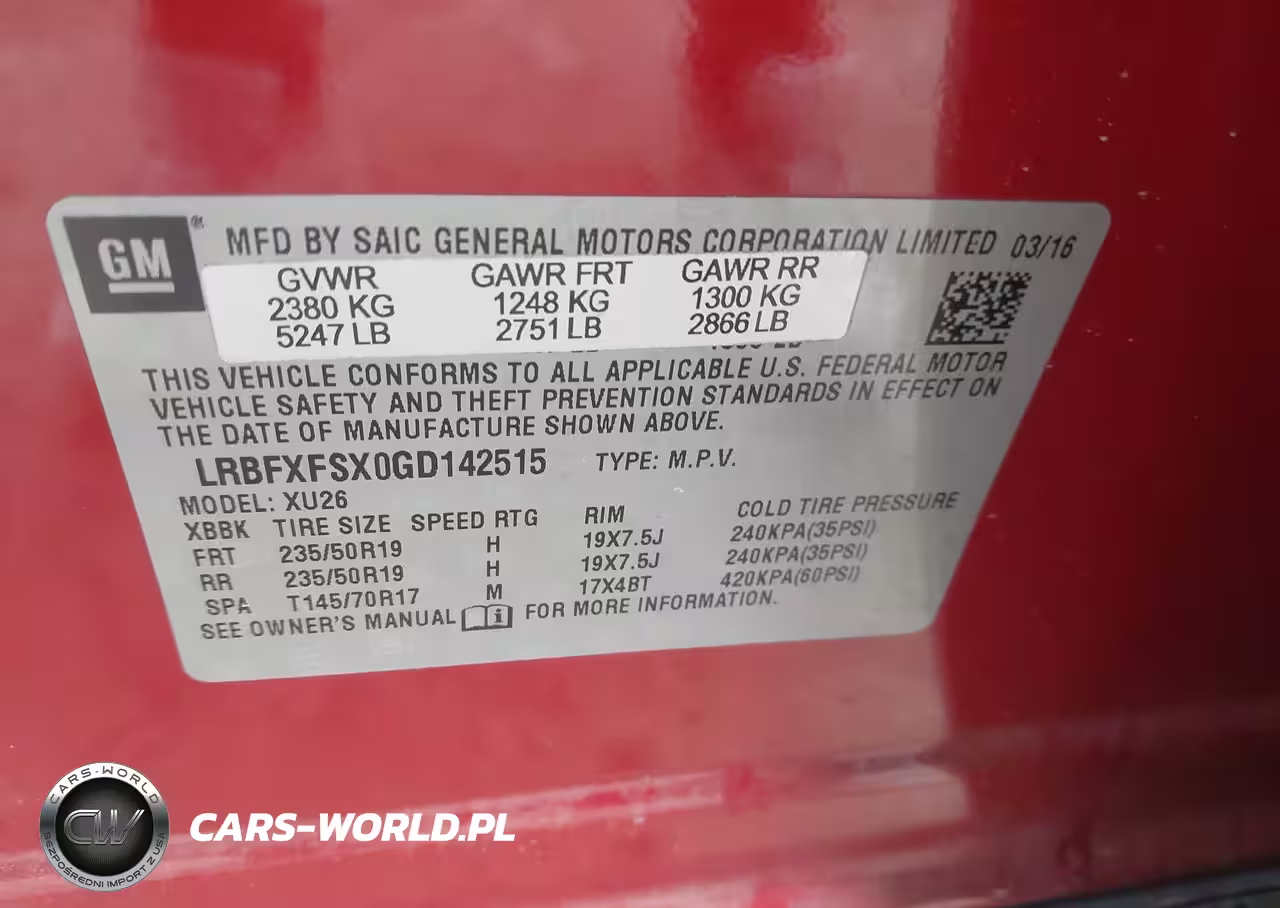 GM ® MFD BY SAIC GENERAL MOTORS CORPORATION LIMITED 03/16
GVWR GAWR FRT GAWR RR
2380 KG 1248 KG 1300 KG
5247 LB 2751 LB 2866 LB
THIS VEHICLE CONFORMS TO ALL APPLICABLE U.S. FEDERAL MOTOR
VEHICLE SAFETY AND THEFT PREVENTION STANDARDS IN EFFECT ON
THE DATE OF MANUFACTURE SHOWN ABOVE.
LRBFXFSX0GD142515 TYPE: M.P.V.
MODEL: XU26
XBBK TIRE SIZE SPEED RTG RIM COLD TIRE PRESSURE
FRT 235/50R19 H 19X7.5J 240KPA(35PSI)
RR 235/50R19 H 19X7.5J 240KPA(35PSI)
SPA T145/70R17 M 17X4BT 420KPA(60PSI)
SEE OWNER'S MANUAL i FOR MORE INFORMATION.
CARS-WORLD
CW
BEZPOŚREDNI IMPORT Z USA
CARS-WORLD.PL